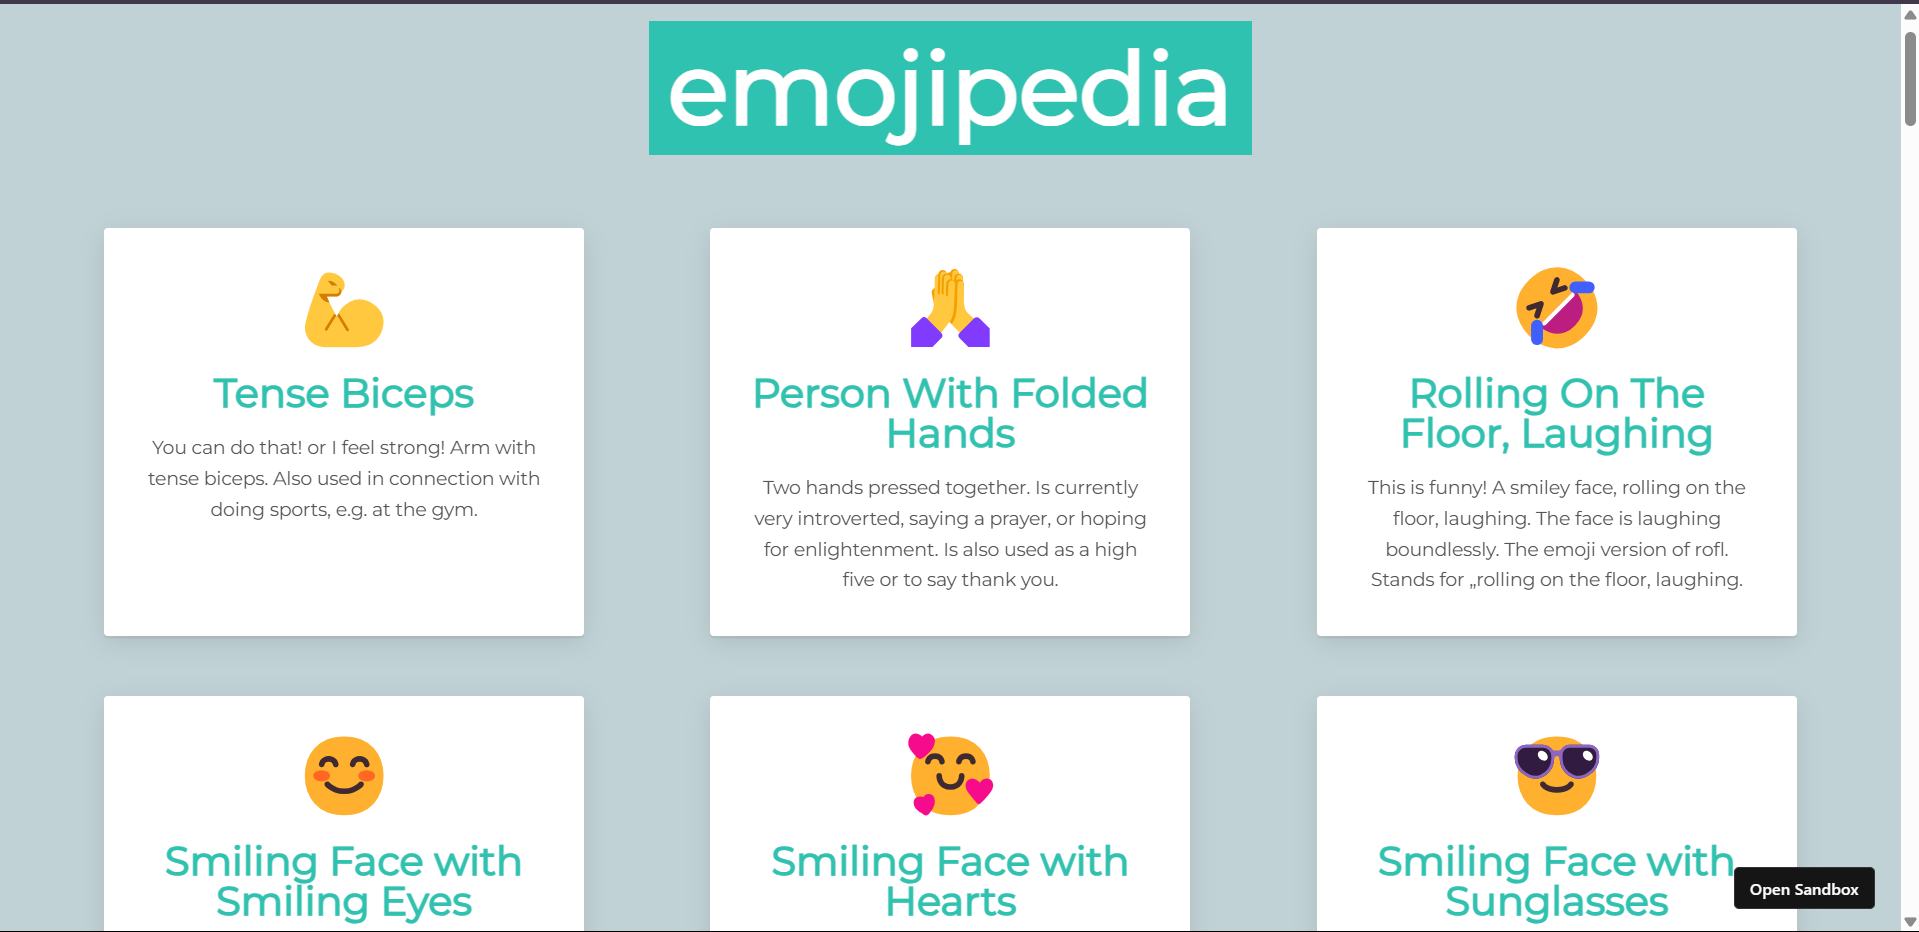 emojipedia
Tense Biceps
You can do that! or I feel strong! Arm with
tense biceps. Also used in connection with
doing sports, e.g. at the gym.
Person With Folded
Hands
Two hands pressed together. Is currently
very introverted, saying a prayer, or hoping
for enlightenment. Is also used as a high
five or to say thank you.
Rolling On The
Floor, Laughing
This is funny! A smiley face, rolling on the
floor, laughing. The face is laughing
boundlessly. The emoji version of rofl.
Stands for „rolling on the floor, laughing.
Smiling Face with
Smiling Eyes
Smiling Face with
Hearts
Smiling Face with
Sunglasses
Open Sandbox